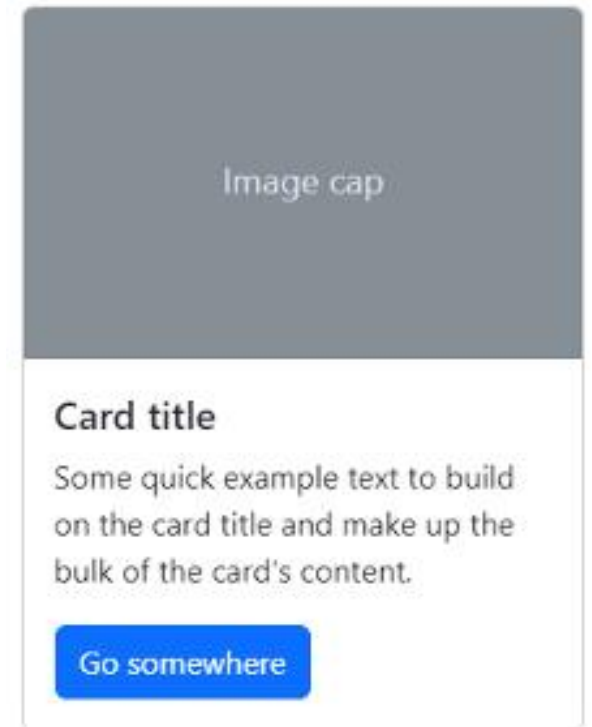 Image cap
Card title
Some quick example text to build
on the card title and make up the
bulk of the card's content.
Go somewhere